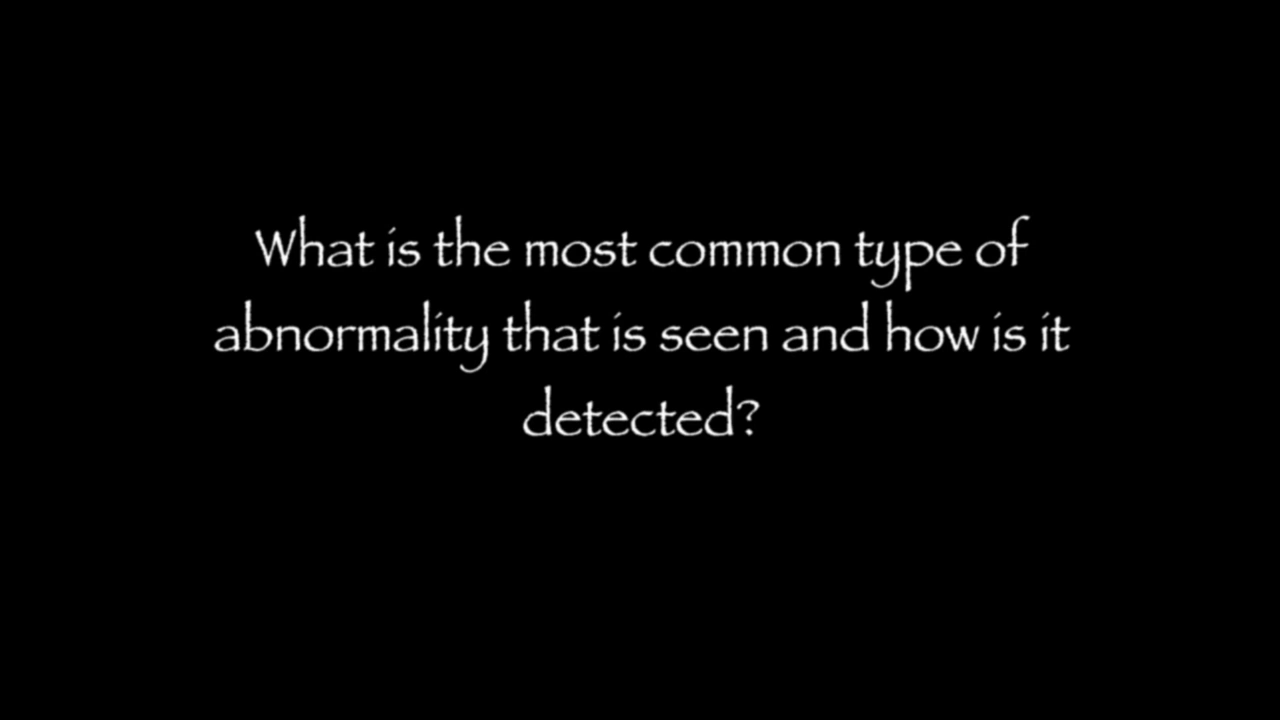 What is the most common type of
abnormality that is seen and how is it
detected?